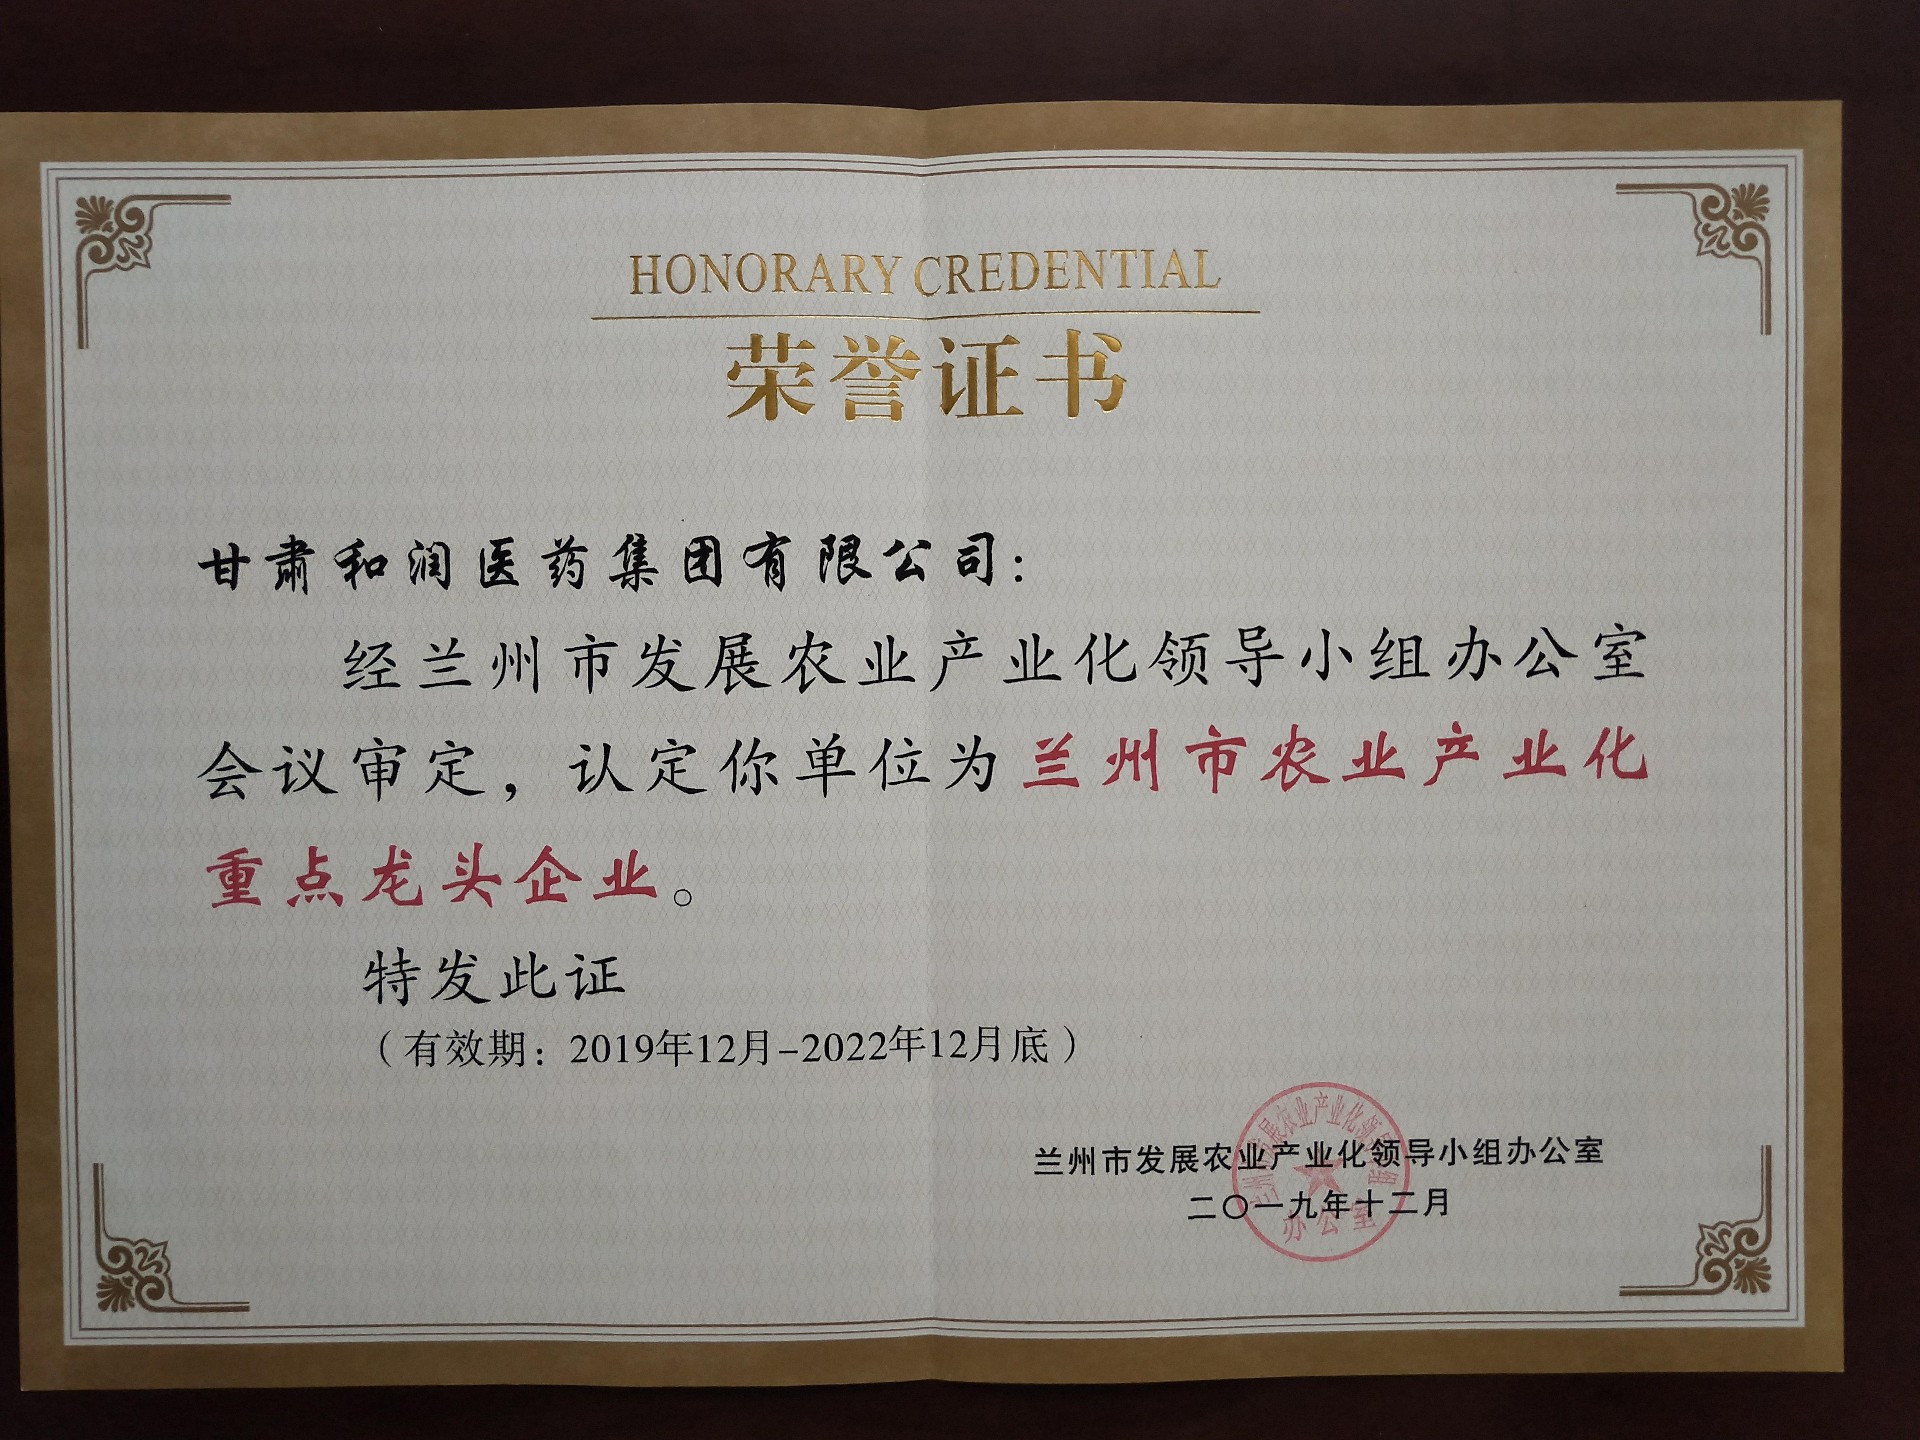 HONORARY CREDENTIAL
荣誉证书
甘肃和润医药集团有限公司：
经兰州市发展农业产业化领导小组办公室
会议审定，认定你单位为兰州市农业产业化
重点龙头企业。
特发此证
（有效期：2019年12月-2022年12月底）
兰州市发展农业产业化领导小组办公室
二〇一九年十二月
办公室